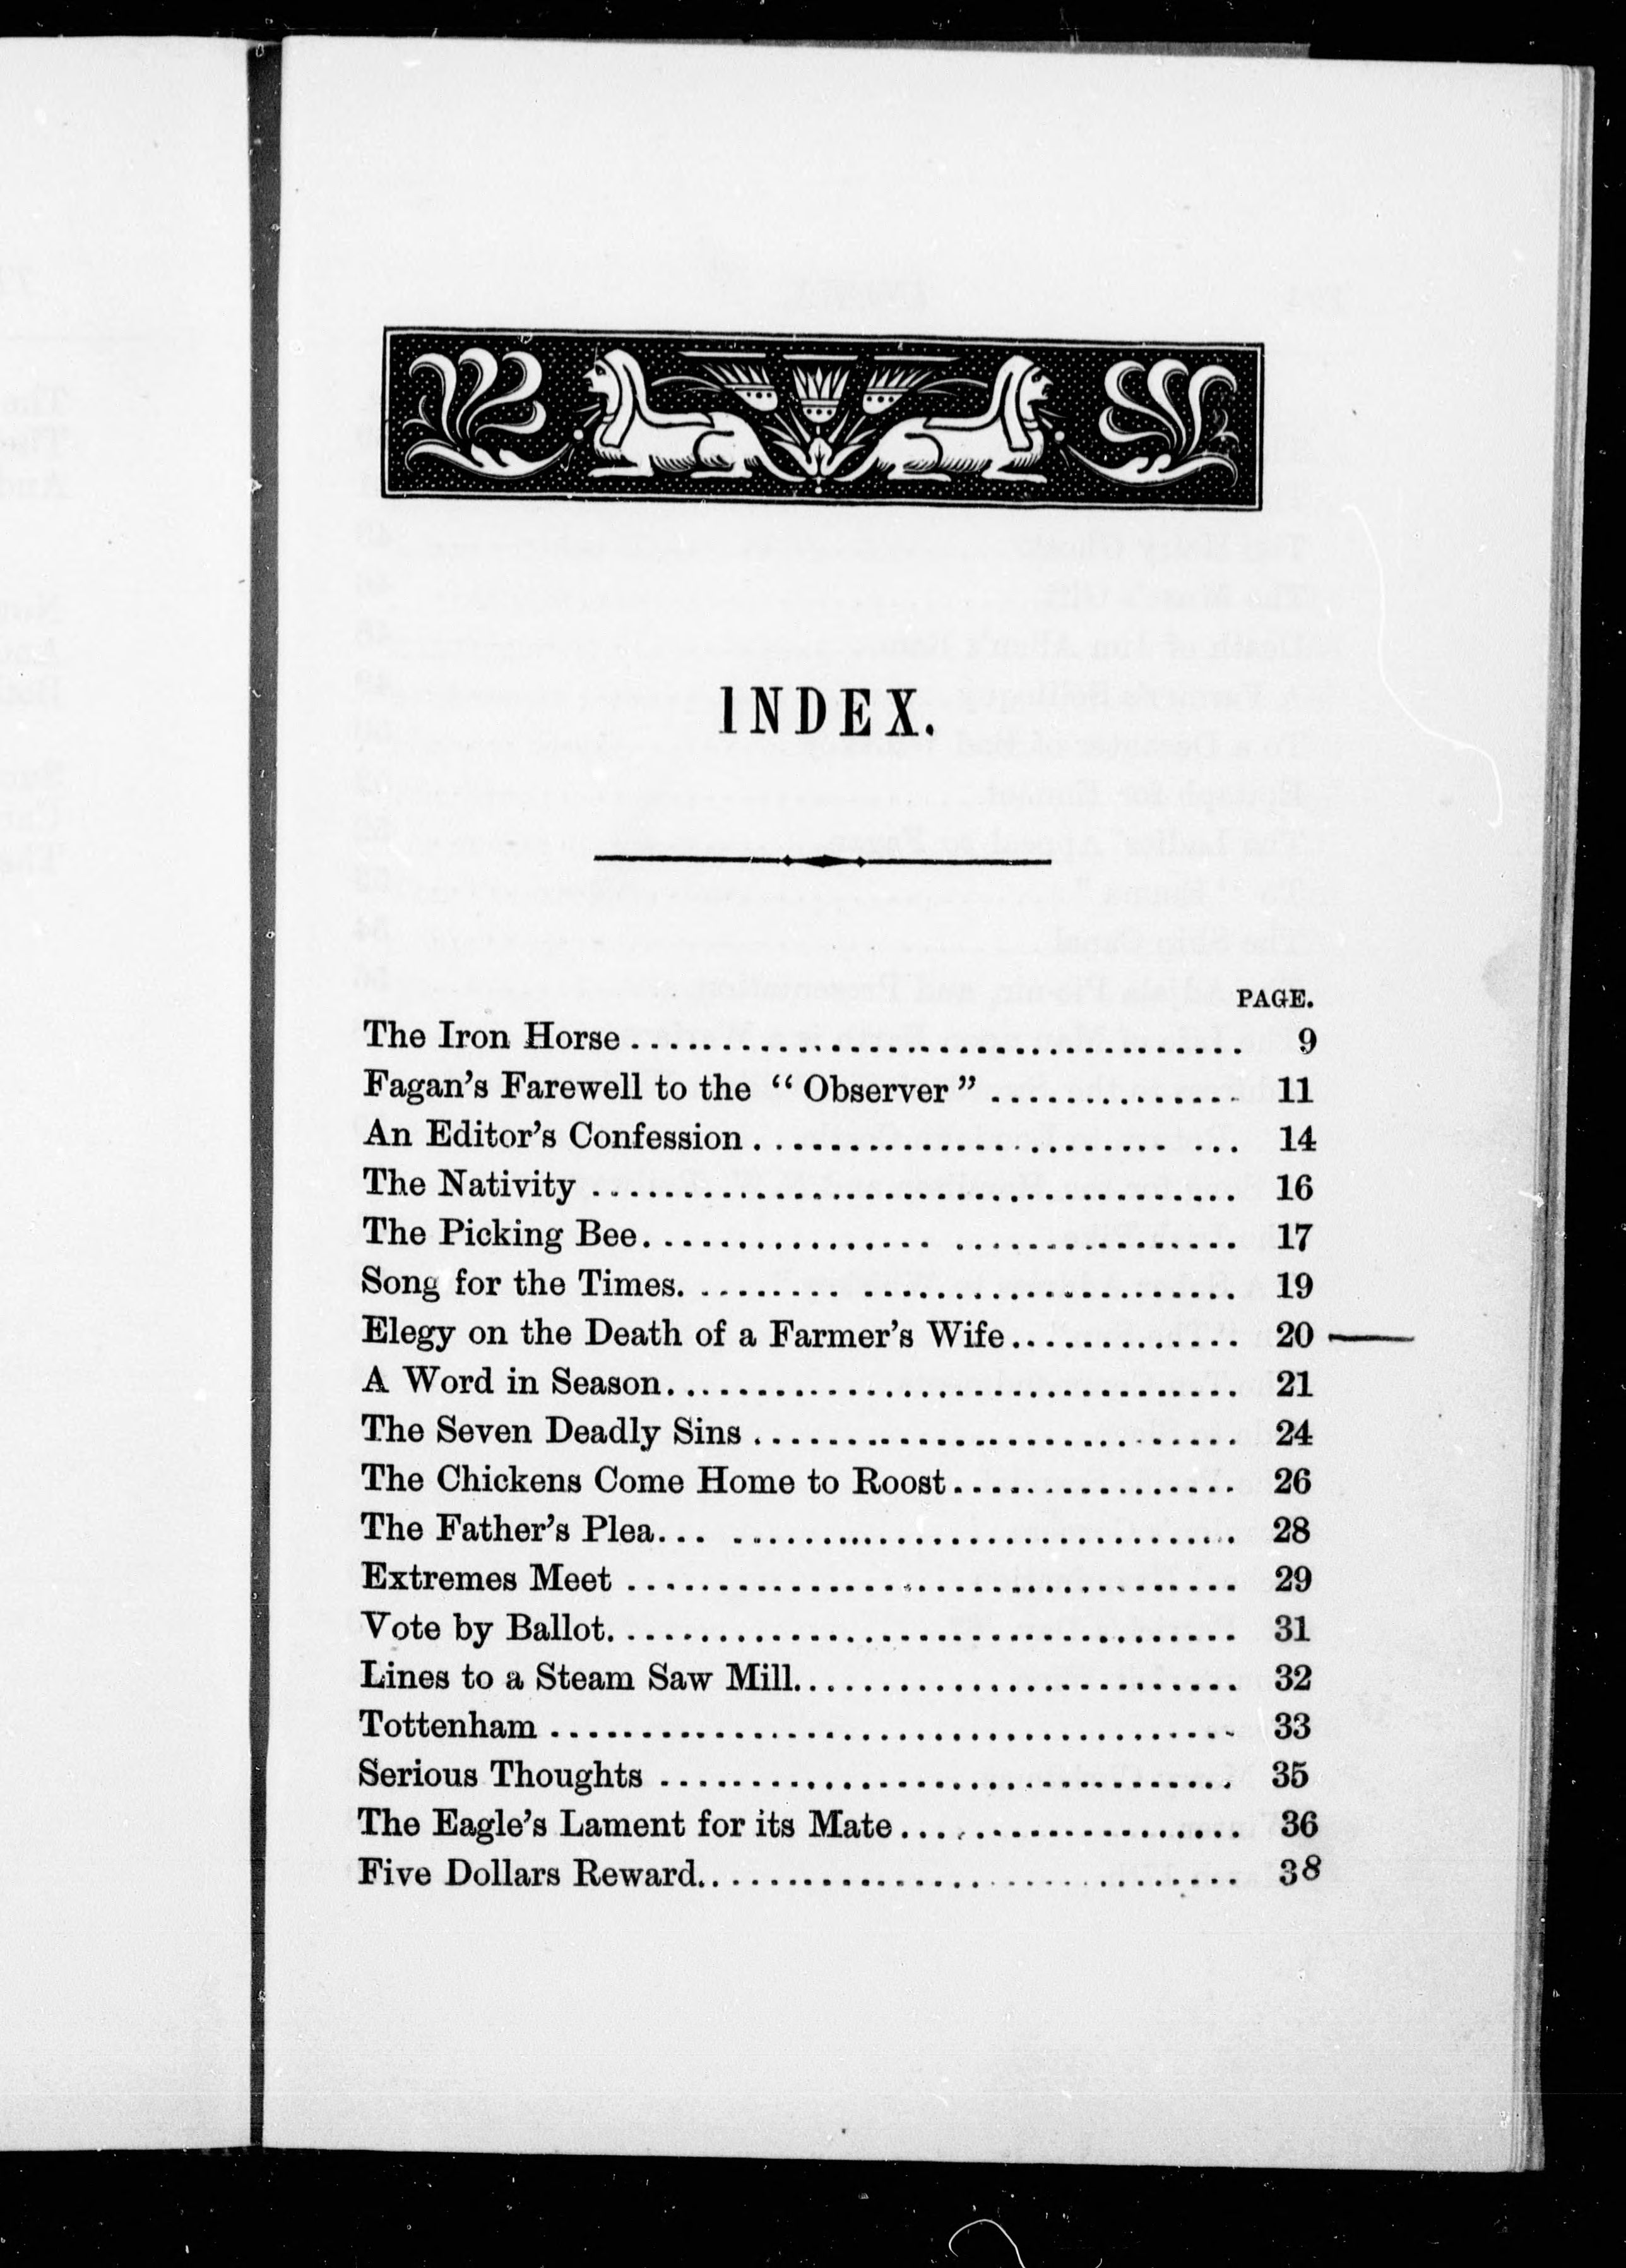 INDEX.
PAGE.
The Iron Horse .................................. 9
Fagan's Farewell to the "Observer" .............. 11
An Editor's Confession .......................... 14
The Nativity .................................... 16
The Picking Bee ................................. 17
Song for the Times .............................. 19
Elegy on the Death of a Farmer's Wife ............. 20
A Word in Season ................................ 21
The Seven Deadly Sins ........................... 24
The Chickens Come Home to Roost ................ 26
The Father's Plea ............................... 28
Extremes Meet ................................... 29
Vote by Ballot .................................. 31
Lines to a Steam Saw Mill ....................... 32
Tottenham ....................................... 33
Serious Thoughts ................................ 35
The Eagle's Lament for its Mate ................. 36
Five Dollars Reward ............................. 38